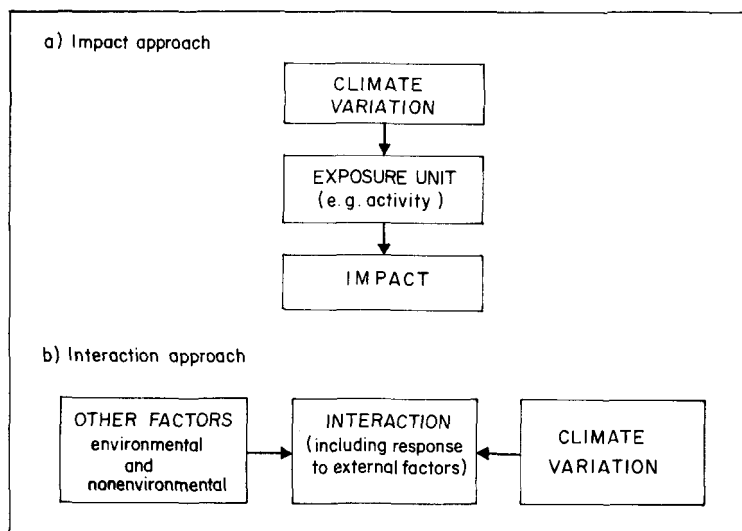 a) Impact approach
CLIMATE
VARIATION
EXPOSURE UNIT
(e.g. activity)
IMPACT
b) Interaction approach
OTHER FACTORS
environmental
and
nonenvironmental
INTERACTION
(including response
to external factors)
CLIMATE
VARIATION